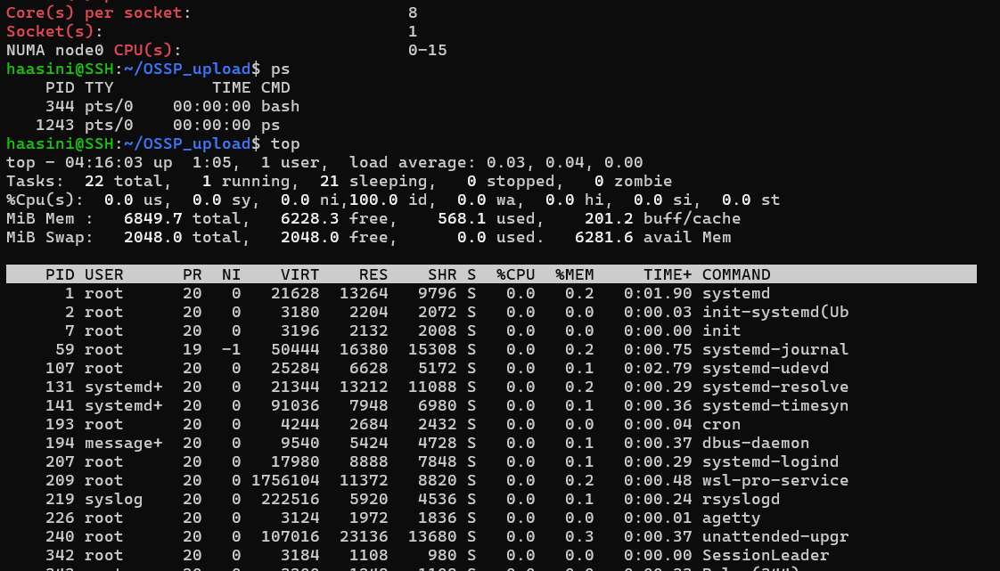 Core(s) per socket:                      8
Socket(s):                               1
NUMA node0 CPU(s):                       0-15
haasini@SSH:~/OSSP_upload$ ps
    PID TTY          TIME CMD
    344 pts/0    00:00:00 bash
   1243 pts/0    00:00:00 ps
haasini@SSH:~/OSSP_upload$ top
top - 04:16:03 up  1:05,  1 user,  load average: 0.03, 0.04, 0.00
Tasks:  22 total,   1 running,  21 sleeping,   0 stopped,   0 zombie
%Cpu(s):  0.0 us,  0.0 sy,  0.0 ni,100.0 id,  0.0 wa,  0.0 hi,  0.0 si,  0.0 st
MiB Mem :   6849.7 total,   6228.3 free,    568.1 used,    201.2 buff/cache
MiB Swap:   2048.0 total,   2048.0 free,      0.0 used.   6281.6 avail Mem
    PID USER      PR  NI    VIRT    RES    SHR S  %CPU  %MEM     TIME+ COMMAND
      1 root      20   0   21628  13264   9796 S   0.0   0.2   0:01.90 systemd
      2 root      20   0    3180   2204   2072 S   0.0   0.0   0:00.03 init-systemd(Ub
      7 root      20   0    3196   2132   2008 S   0.0   0.0   0:00.00 init
     59 root      19  -1   50444  16380  15308 S   0.0   0.2   0:00.75 systemd-journal
    107 root      20   0   25284   6628   5172 S   0.0   0.1   0:02.79 systemd-udevd
    131 systemd+  20   0   21344  13212  11088 S   0.0   0.2   0:00.29 systemd-resolve
    141 systemd+  20   0   91036   7948   6980 S   0.0   0.1   0:00.36 systemd-timesyn
    193 root      20   0    4244   2684   2432 S   0.0   0.0   0:00.04 cron
    194 message+  20   0    9540   5424   4728 S   0.0   0.1   0:00.37 dbus-daemon
    207 root      20   0   17980   8888   7848 S   0.0   0.1   0:00.29 systemd-logind
    209 root      20   0 1756104  11372   8820 S   0.0   0.2   0:00.48 wsl-pro-service
    219 syslog    20   0  222516   5920   4536 S   0.0   0.1   0:00.24 rsyslogd
    226 root      20   0    3124   1972   1836 S   0.0   0.0   0:00.01 agetty
    240 root      20   0  107016  23136  13680 S   0.0   0.3   0:00.37 unattended-upgr
    342 root      20   0    3184   1108    980 S   0.0   0.0   0:00.00 SessionLeader